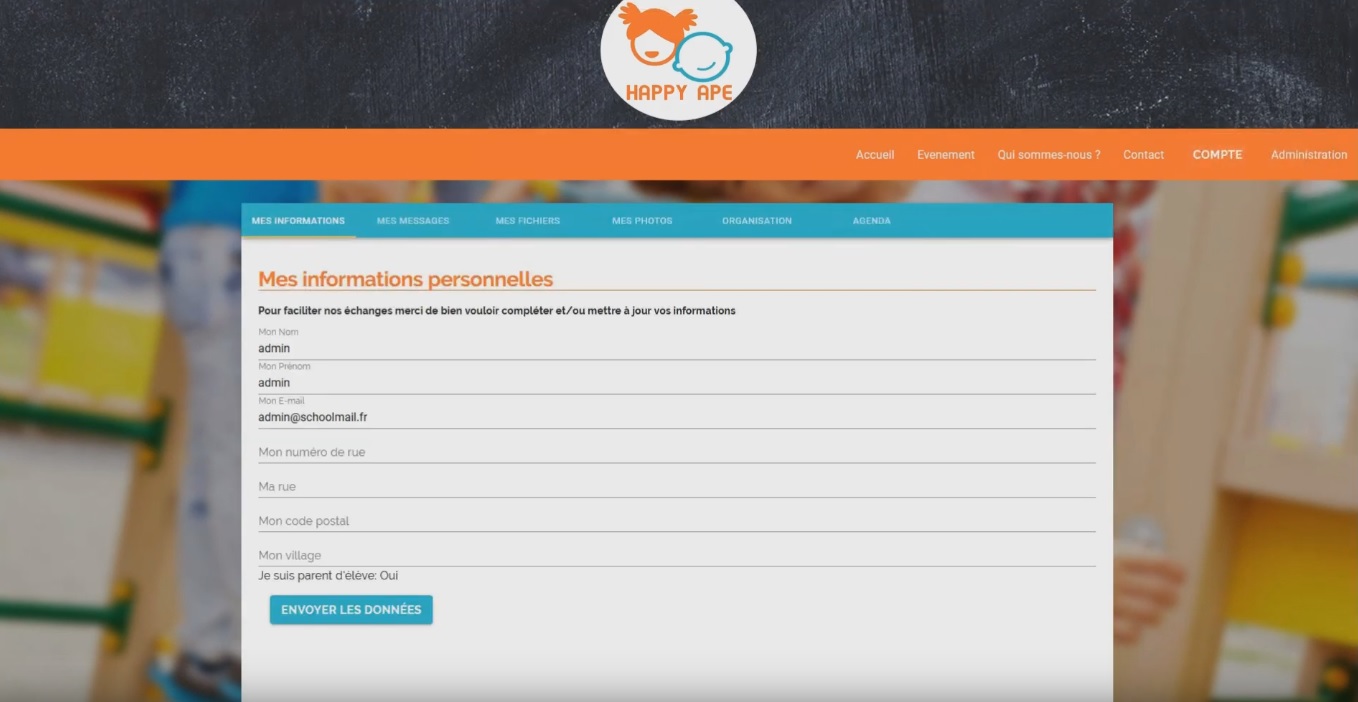 HAPPY APE
Accueil Evenement Qui sommes-nous ? Contact COMPTE Administration
MES INFORMATIONS MES MESSAGES MES FICHIERS MES PHOTOS ORGANISATION AGENDA
Mes informations personnelles
Pour faciliter nos échanges merci de bien vouloir compléter et/ou mettre à jour vos informations
Mon Nom
admin
Mon Prénom
admin
Mon E-mail
admin@schoolmail.fr
Mon numéro de rue
Ma rue
Mon code postal
Mon village
Je suis parent d'élève: Oui
ENVOYER LES DONNÉES